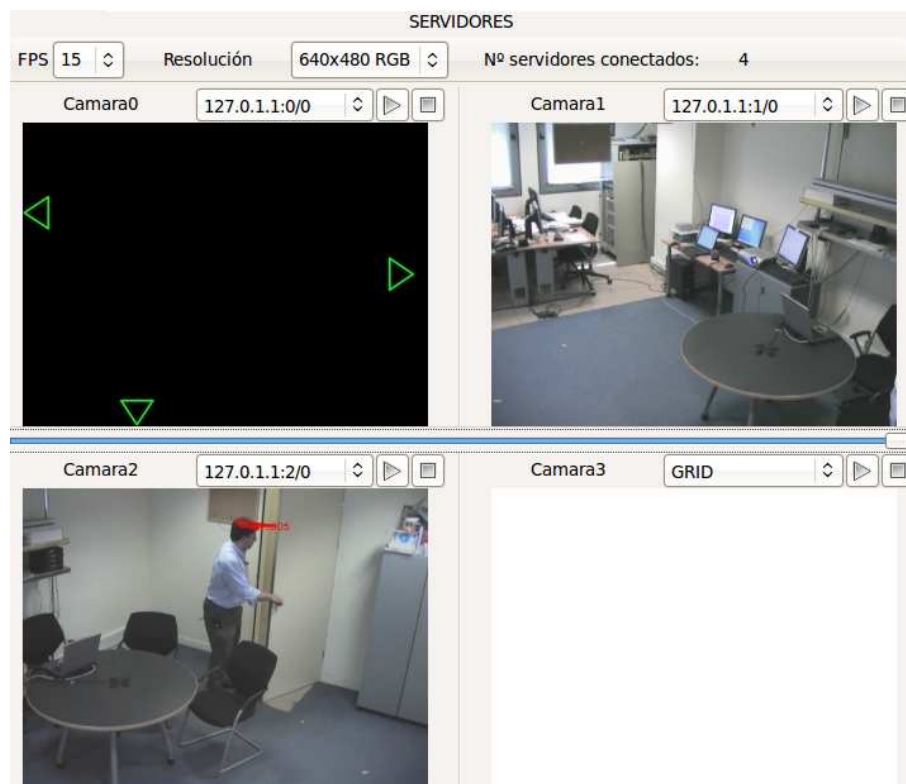 SERVIDORES
FPS 15 Resolución 640x480 RGB Nº servidores conectados: 4
Camara0 127.0.1.1:0/0
Camara1 127.0.1.1:1/0
Camara2 127.0.1.1:2/0
Camara3 GRID